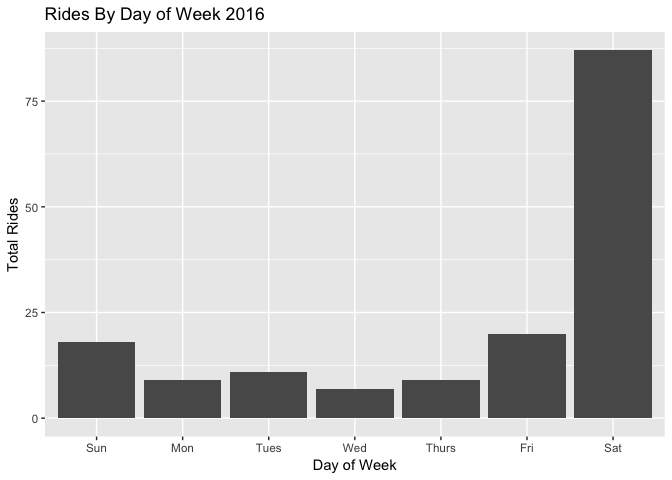 Rides By Day of Week 2016
Total Rides
75
50
25
0
Sun Mon Tues Wed Thurs Fri Sat
Day of Week